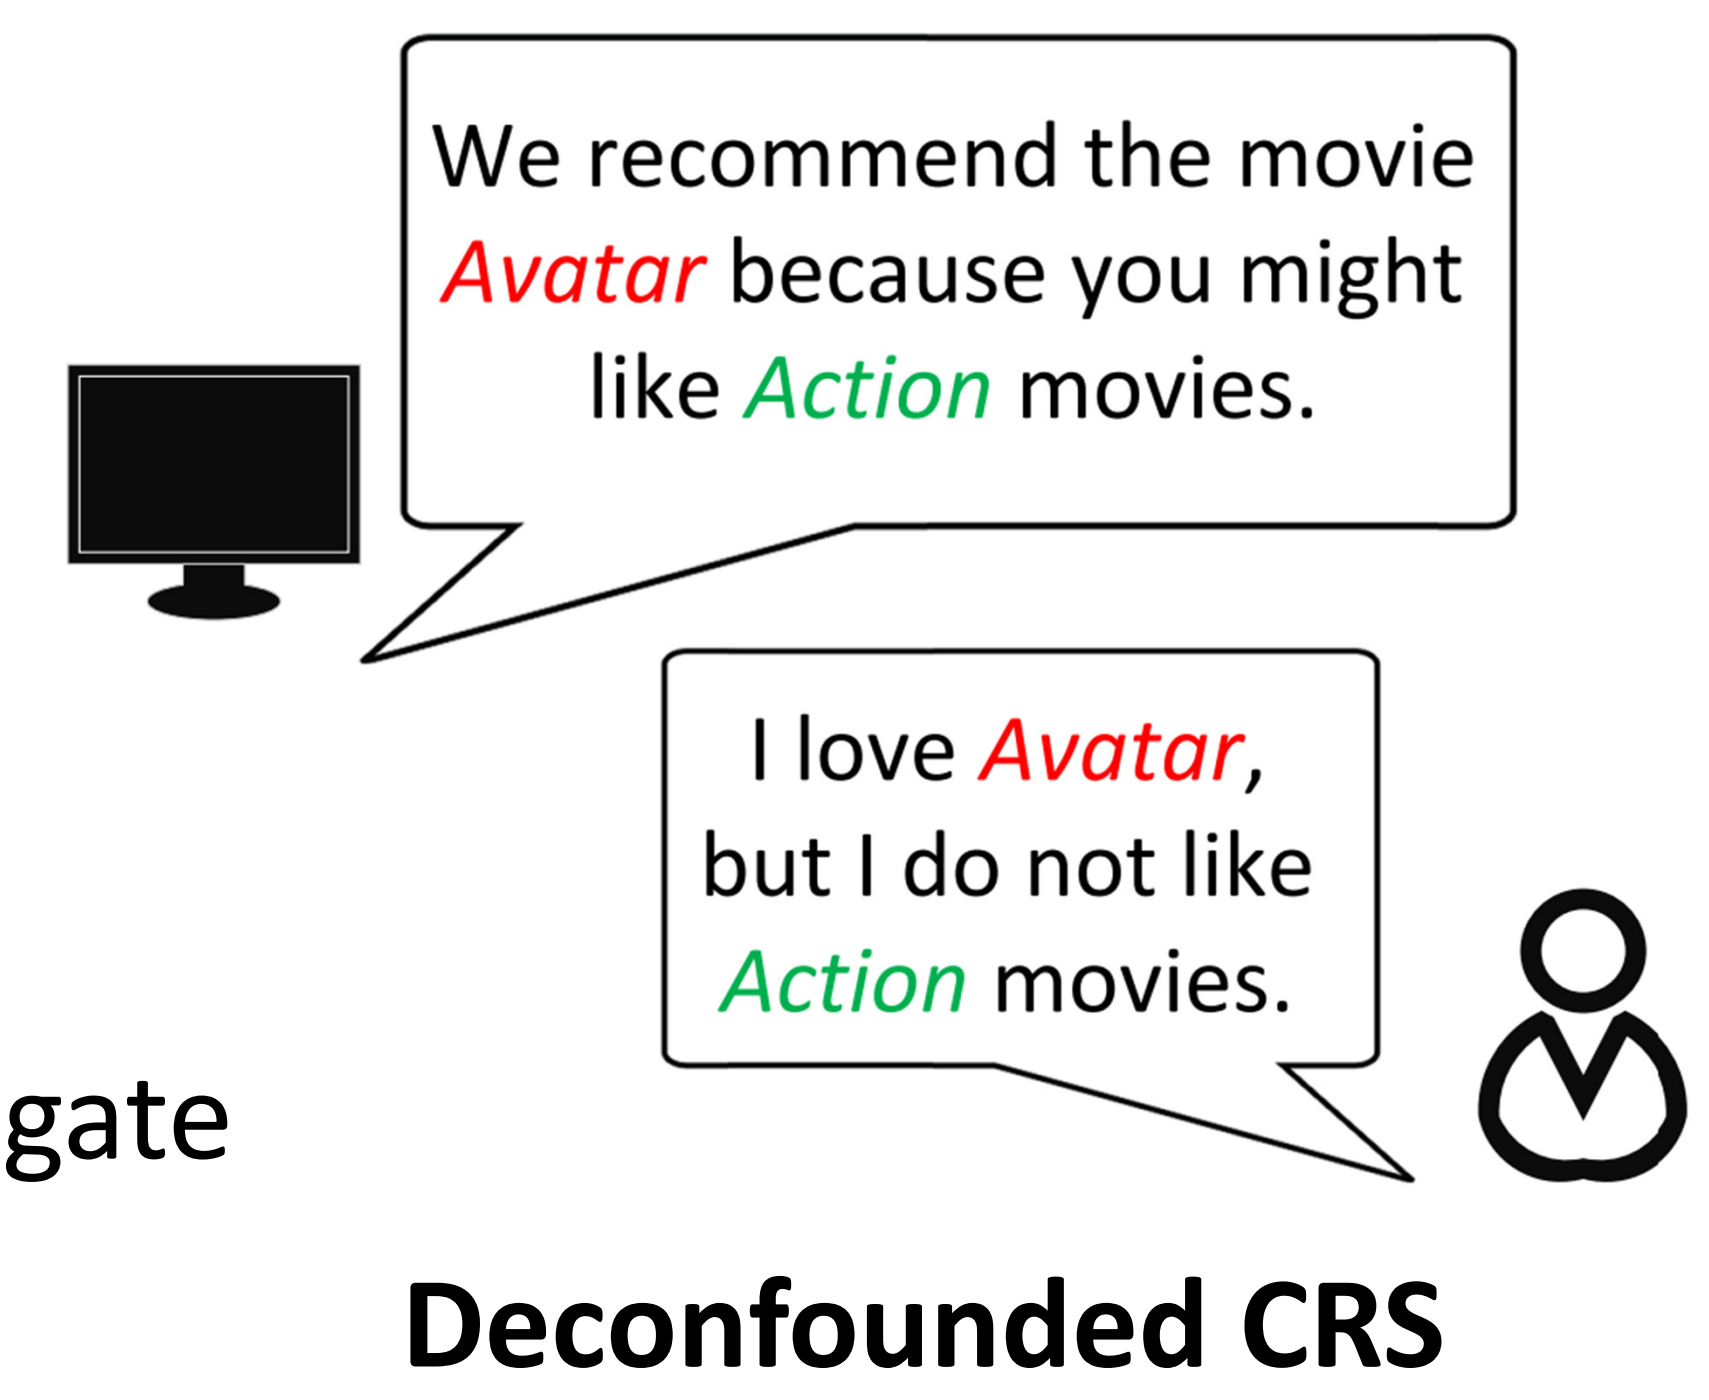 We recommend the movie
Avatar because you might
like Action movies.
I love Avatar,
but I do not like
Action movies.
gate
Deconfounded CRS